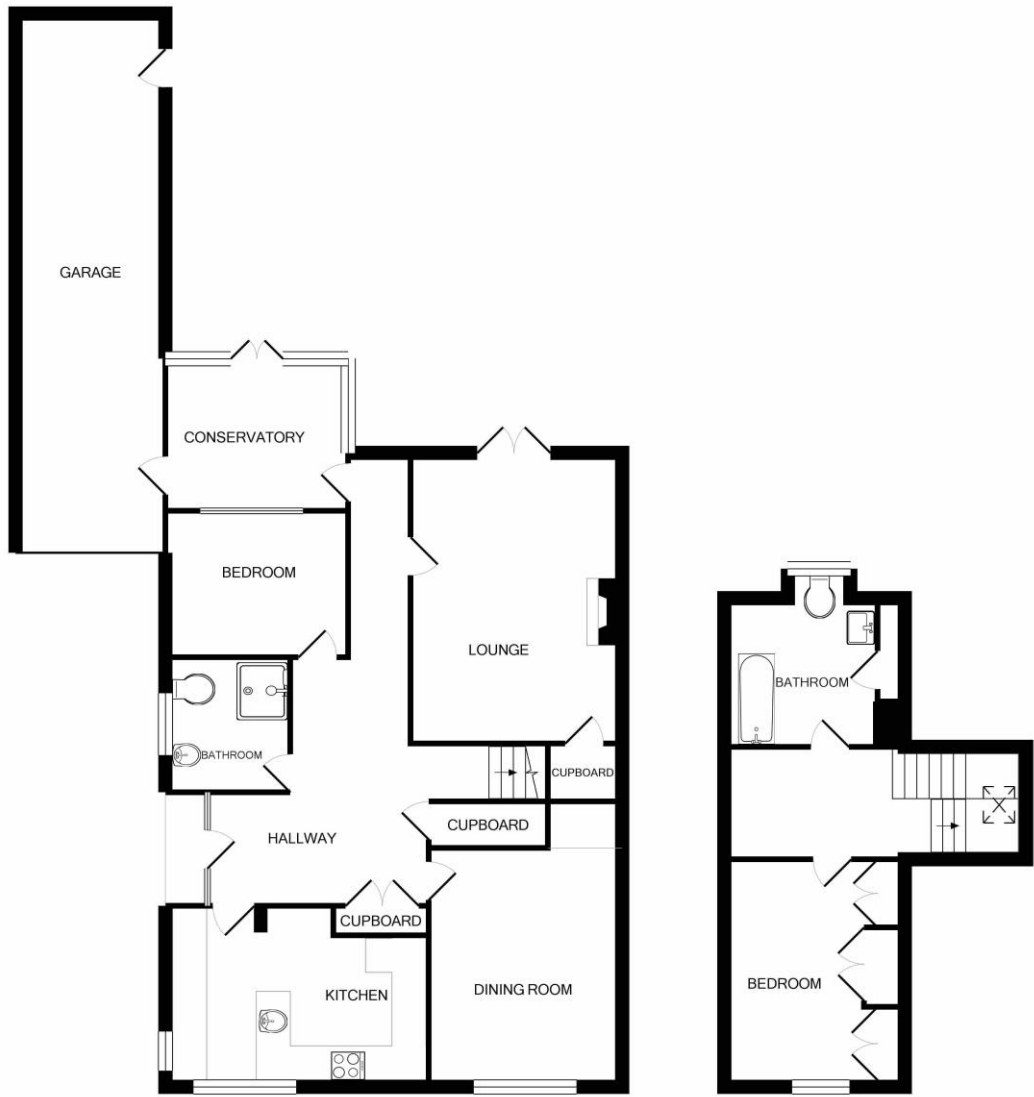 GARAGE
CONSERVATORY
BEDROOM
LOUNGE
BATHROOM
CUPBOARD
CUPBOARD
HALLWAY
CUPBOARD
KITCHEN
DINING ROOM
BATHROOM
BEDROOM